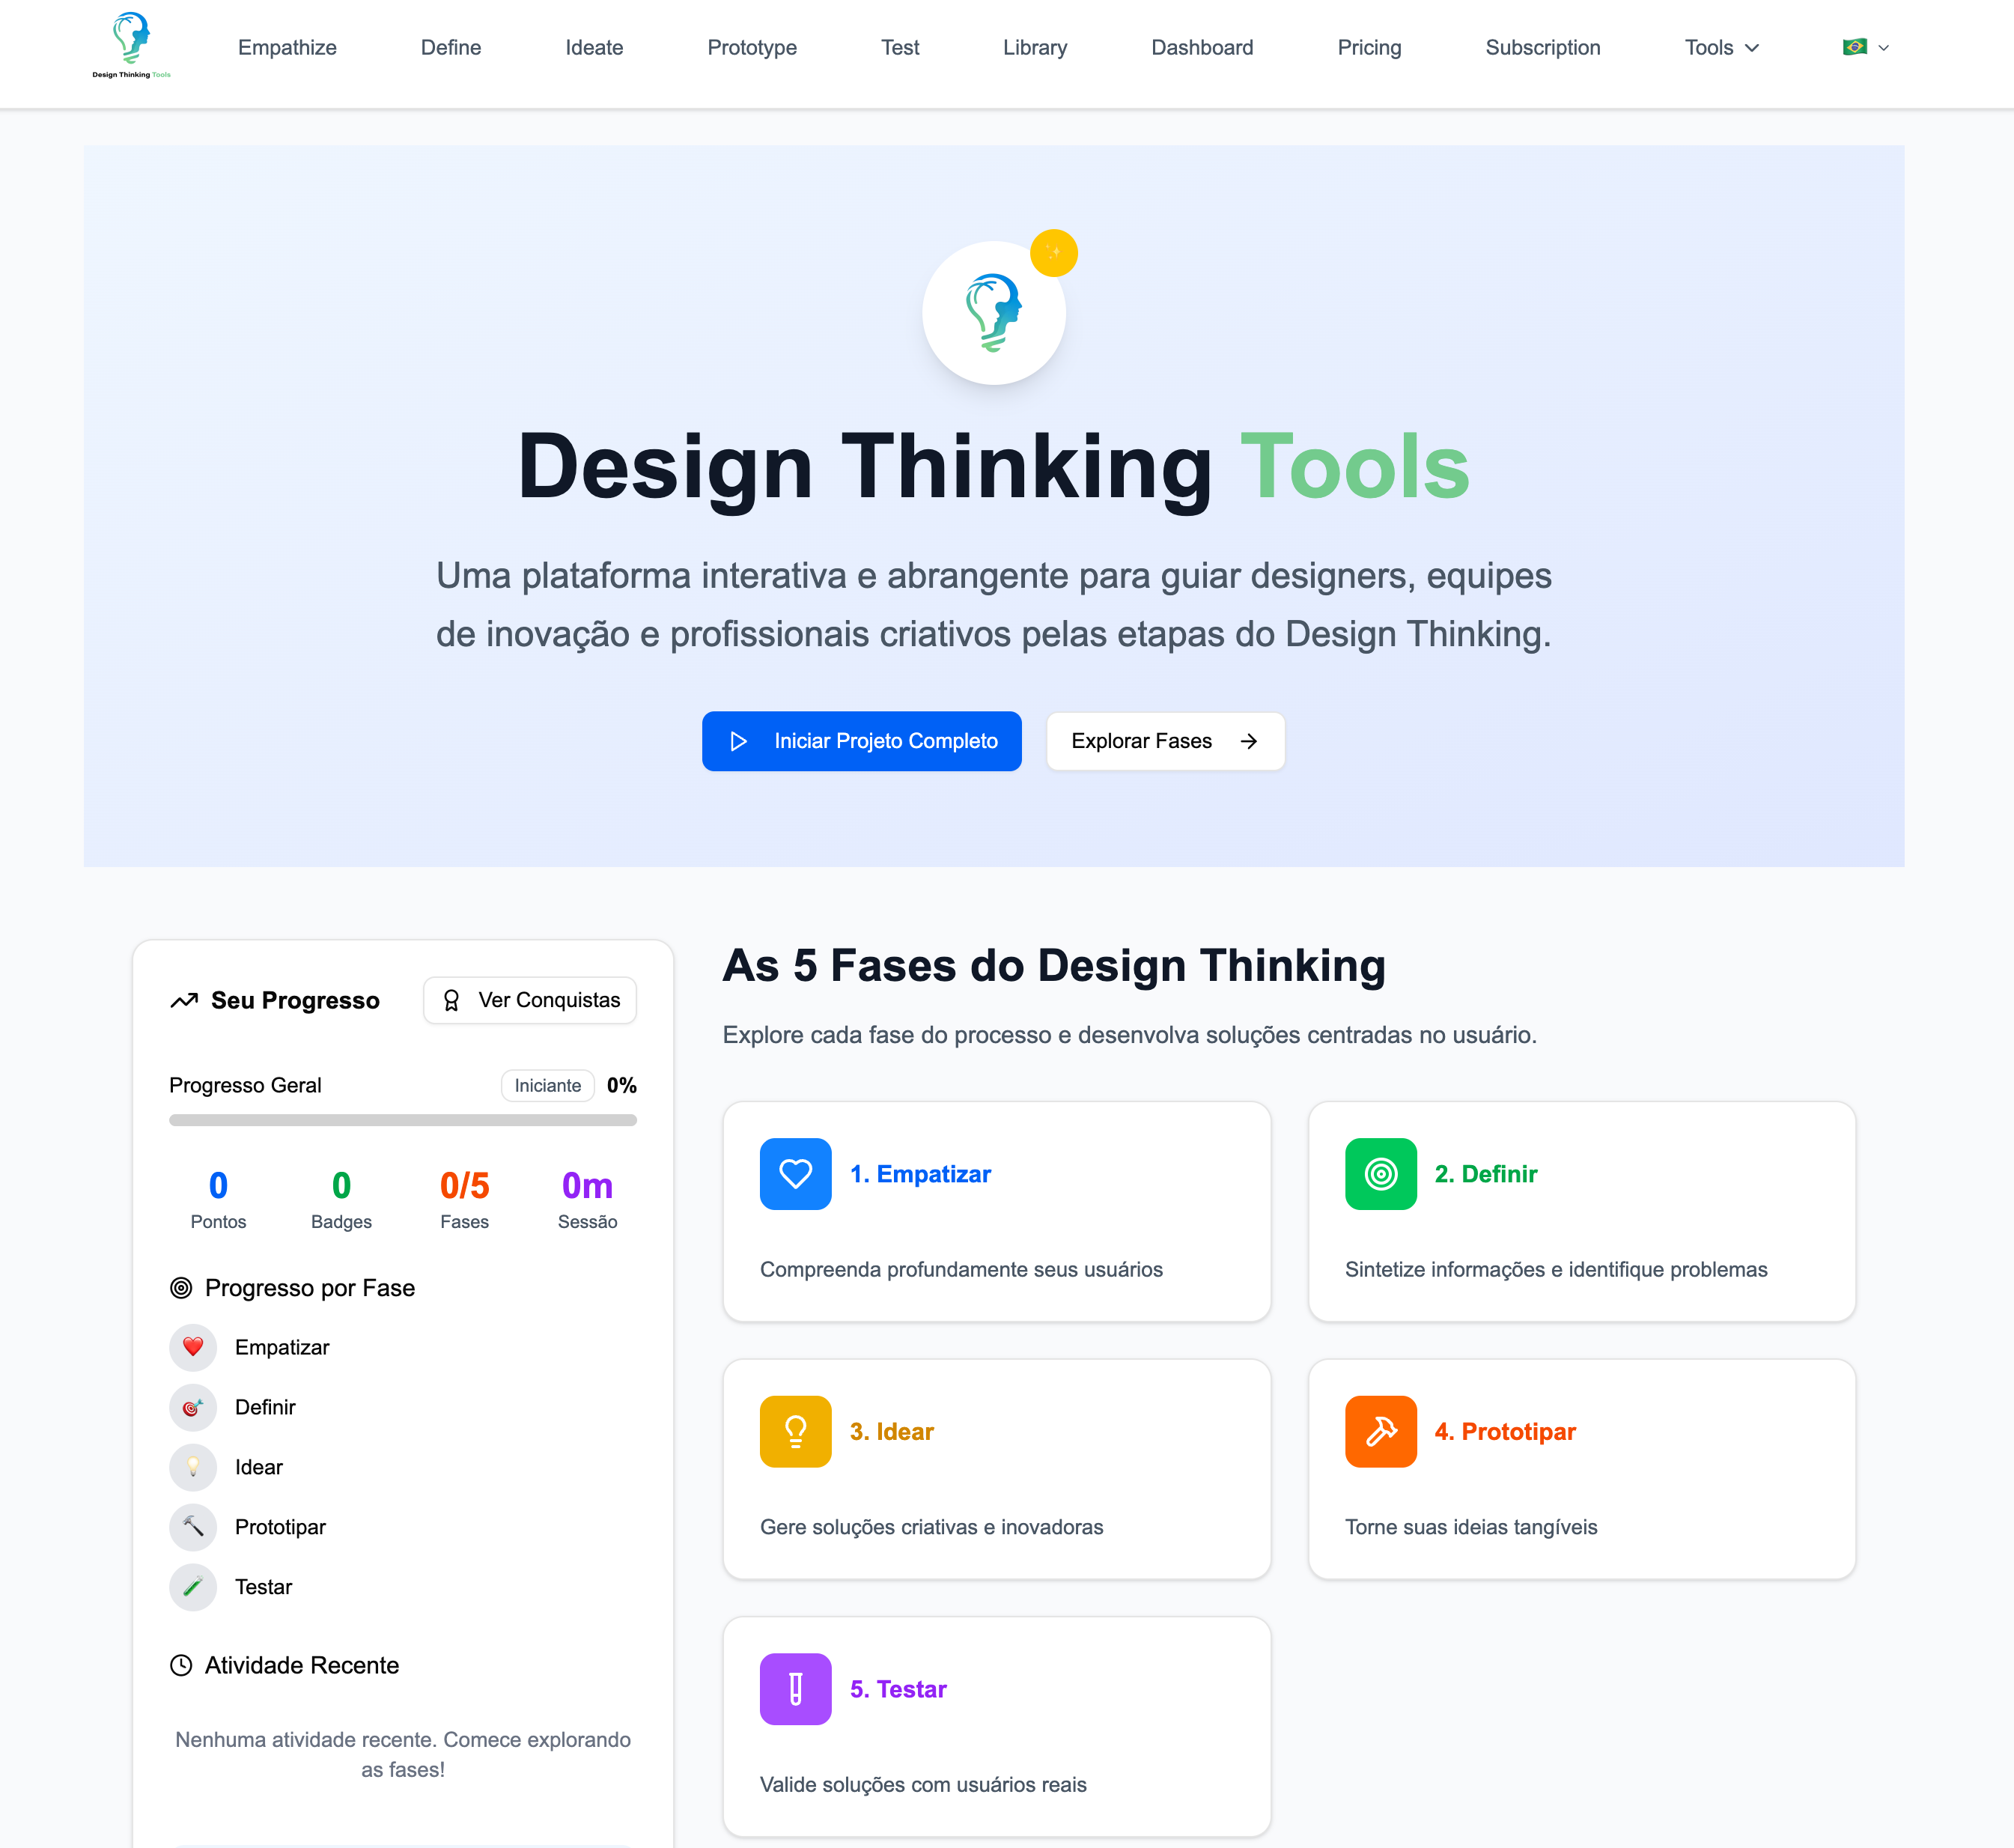 Design Thinking Tools
Empathize
Define
Ideate
Prototype
Test
Library
Dashboard
Pricing
Subscription
Tools
Design Thinking Tools
Uma plataforma interativa e abrangente para guiar designers, equipes
de inovação e profissionais criativos pelas etapas do Design Thinking.
Iniciar Projeto Completo
Explorar Fases
Seu Progresso
Ver Conquistas
Progresso Geral
Iniciante
0%
0
Pontos
0
Badges
0/5
Fases
0m
Sessão
Progresso por Fase
Empatizar
Definir
Idear
Prototipar
Testar
Atividade Recente
Nenhuma atividade recente. Comece explorando
as fases!
As 5 Fases do Design Thinking
Explore cada fase do processo e desenvolva soluções centradas no usuário.
1. Empatizar
Compreenda profundamente seus usuários
2. Definir
Sintetize informações e identifique problemas
3. Idear
Gere soluções criativas e inovadoras
4. Prototipar
Torne suas ideias tangíveis
5. Testar
Valide soluções com usuários reais